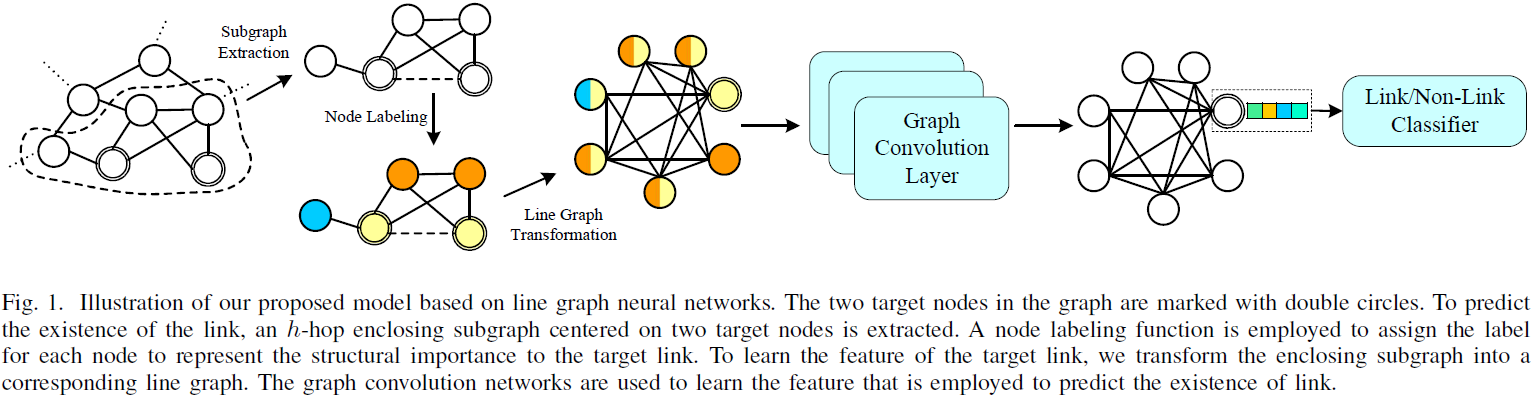 Subgraph
Extraction
Node Labeling
Line Graph
Transformation
Graph
Convolution
Layer
Link/Non-Link
Classifier
Fig. 1. Illustration of our proposed model based on line graph neural networks. The two target nodes in the graph are marked with double circles. To predict
the existence of the link, an h-hop enclosing subgraph centered on two target nodes is extracted. A node labeling function is employed to assign the label
for each node to represent the structural importance to the target link. To learn the feature of the target link, we transform the enclosing subgraph into a
corresponding line graph. The graph convolution networks are used to learn the feature that is employed to predict the existence of link.